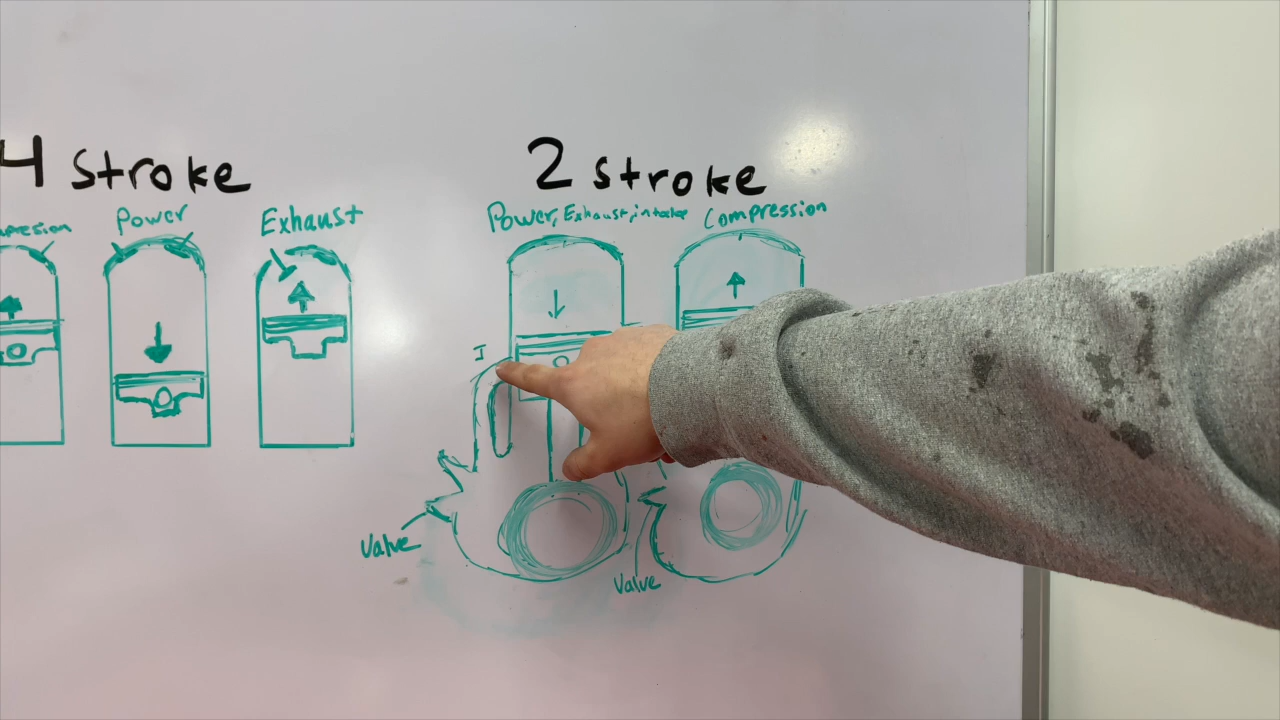 4 stroke
2 stroke
Power
Exhaust
Power, Exhaust, intake
Compression
I
Valve
Valve